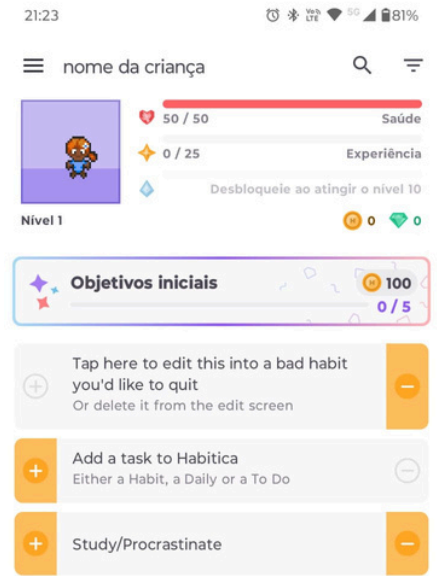 21:23
Vo)) LTE 5G 81%
nome da criança
50 / 50 Saúde
0 / 25 Experiência
Desbloqueie ao atingir o nível 10
Nível 1 0 0
Objetivos iniciais 100
0 / 5
Tap here to edit this into a bad habit
you'd like to quit
Or delete it from the edit screen
Add a task to Habitica
Either a Habit, a Daily or a To Do
Study/Procrastinate